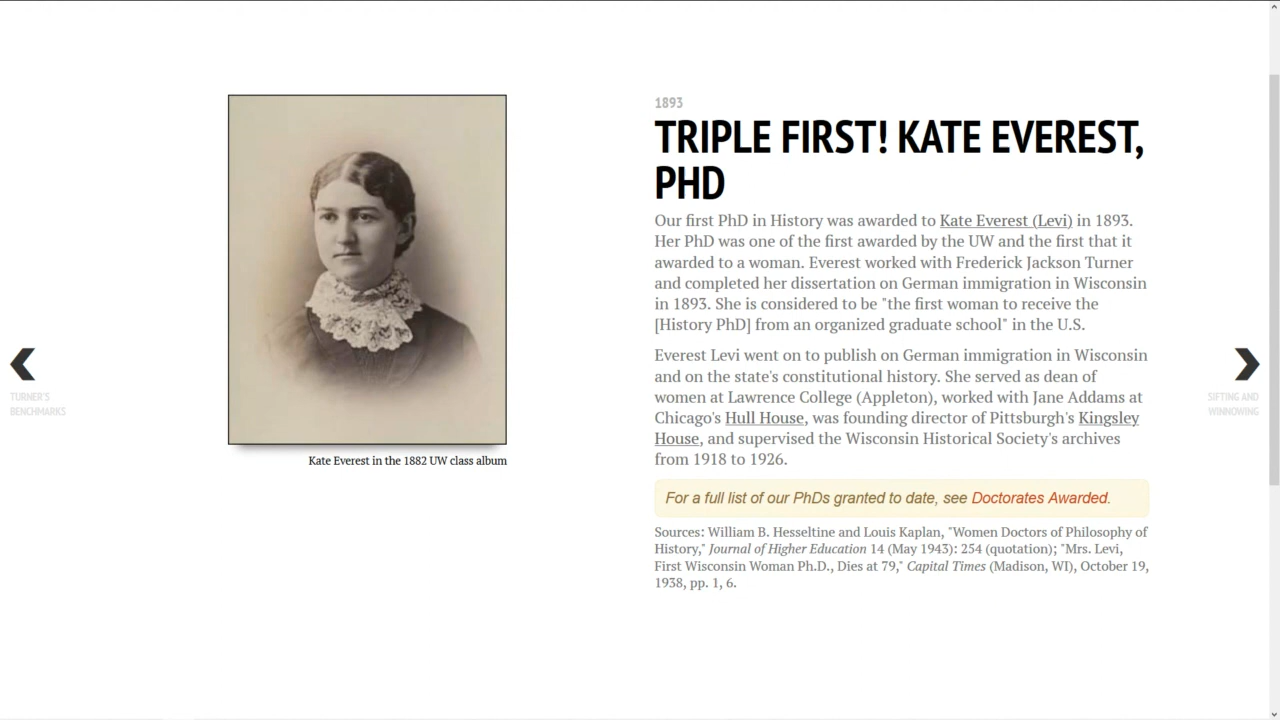 1893
TRIPLE FIRST! KATE EVEREST,
PHD
Our first PhD in History was awarded to Kate Everest (Levi) in 1893.
Her PhD was one of the first awarded by the UW and the first that it
awarded to a woman. Everest worked with Frederick Jackson Turner
and completed her dissertation on German immigration in Wisconsin
in 1893. She is considered to be "the first woman to receive the
[History PhD] from an organized graduate school" in the U.S.
Everest Levi went on to publish on German immigration in Wisconsin
and on the state's constitutional history. She served as dean of
women at Lawrence College (Appleton), worked with Jane Addams at
Chicago's Hull House, was founding director of Pittsburgh's Kingsley
House, and supervised the Wisconsin Historical Society's archives
from 1918 to 1926.
For a full list of our PhDs granted to date, see Doctorates Awarded.
Sources: William B. Hesseltine and Louis Kaplan, "Women Doctors of Philosophy of
History," Journal of Higher Education 14 (May 1943): 254 (quotation); "Mrs. Levi,
First Wisconsin Woman Ph.D., Dies at 79," Capital Times (Madison, WI), October 19,
1938, pp. 1, 6.
Kate Everest in the 1882 UW class album
TURNER'S
BENCHMARKS
SIFTING AND
WINNOWING